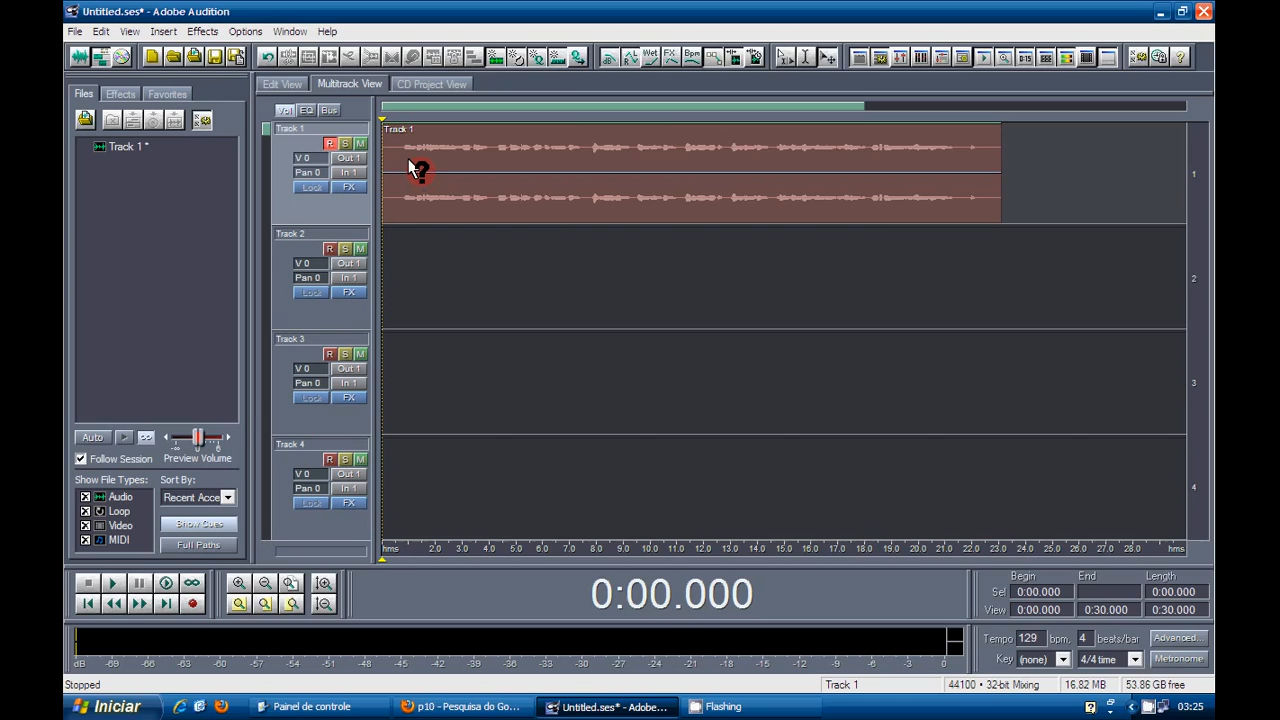 Untitled.ses* - Adobe Audition
File Edit View Insert Effects Options Window Help
Wet FX Bpm
Files Effects Favorites
Edit View Multitrack View CD Project View
Vol EQ Bus
Track 1 *
Track 1
R S M
V 0 Out 1
Pan 0 In 1
Lock FX
Track 1
1
Track 2
R S M
V 0 Out 1
Pan 0 In 1
Lock FX
2
Track 3
R S M
V 0 Out 1
Pan 0 In 1
Lock FX
3
Track 4
R S M
V 0 Out 1
Pan 0 In 1
Lock FX
4
Auto
-∞ 0 6
Follow Session Preview Volume
Show File Types: Sort By:
Audio Recent Acce
Loop
Video Show Cues
MIDI Full Paths
hms 2.0 3.0 4.0 5.0 6.0 7.0 8.0 9.0 10.0 11.0 12.0 13.0 14.0 15.0 16.0 17.0 18.0 19.0 20.0 21.0 22.0 23.0 24.0 25.0 26.0 27.0 28.0 hms
0:00.000
Begin End Length
Sel 0:00.000 0:00.000
View 0:00.000 0:30.000 0:30.000
dB -69 -66 -63 -60 -57 -54 -51 -48 -45 -42 -39 -36 -33 -30 -27 -24 -21 -18 -15 -12 -9 -6 -3 0
Tempo 129 bpm, 4 beats/bar Advanced...
Key (none) 4/4 time Metronome
Stopped Track 1 44100 • 32-bit Mixing 16.82 MB 53.86 GB free
Iniciar Painel de controle p10 - Pesquisa do Go... Untitled.ses* - Adobe... Flashing 03:25